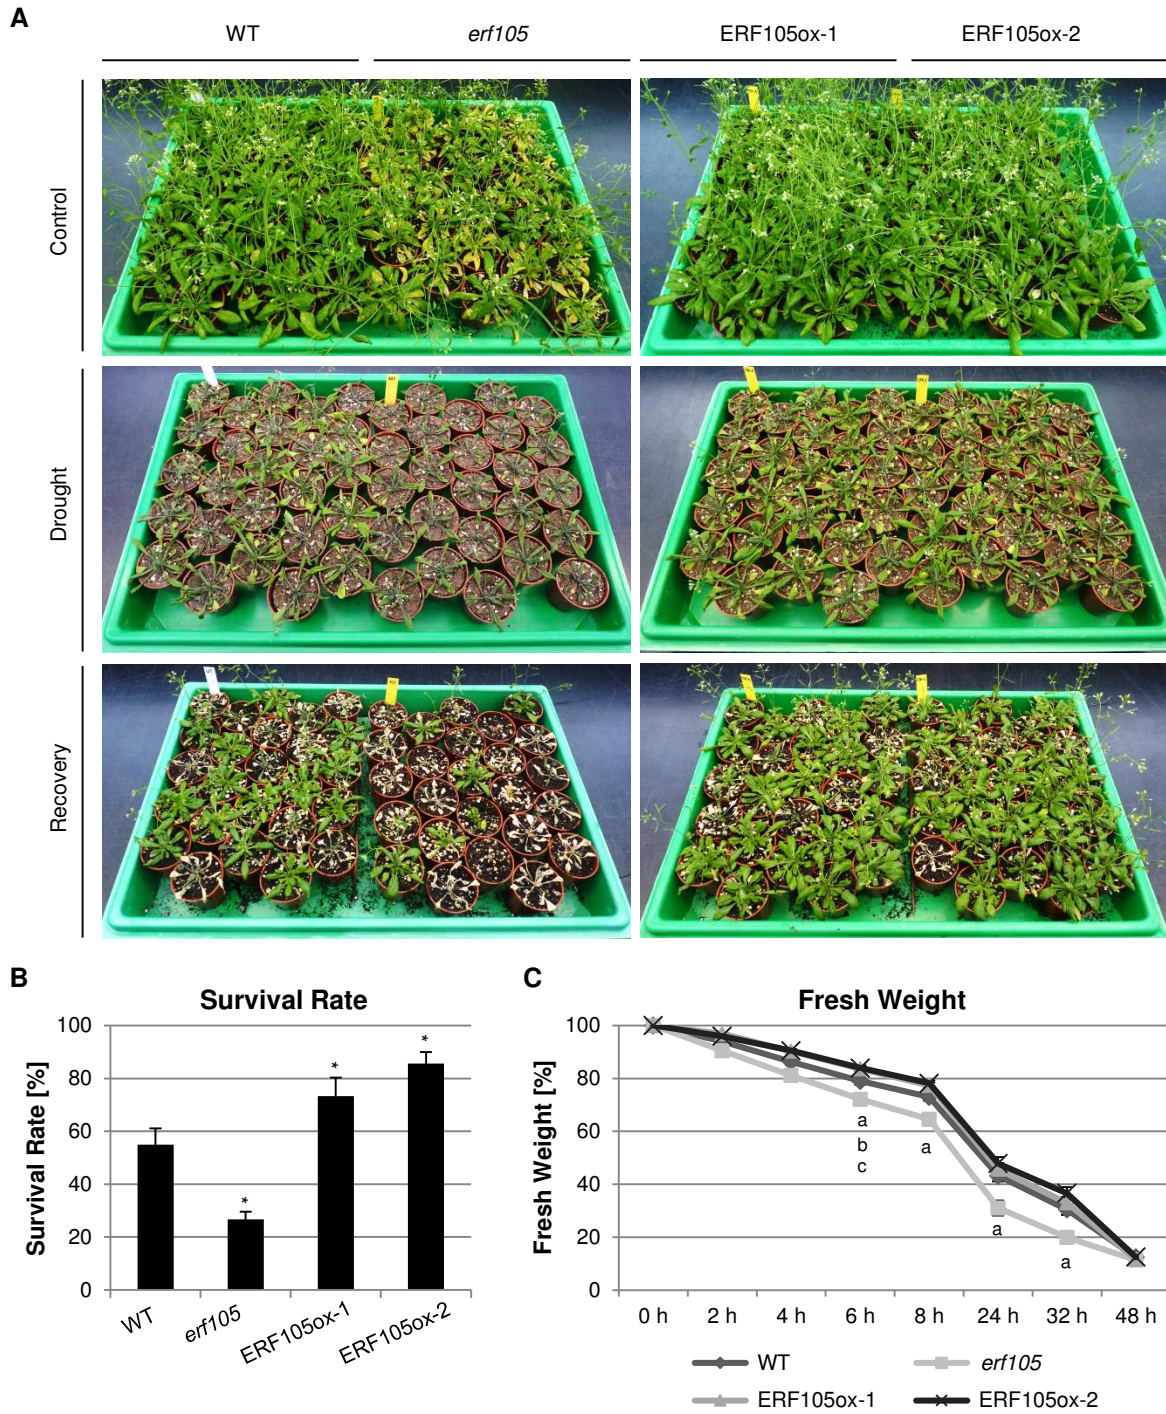 A
WT
erf105
ERF105ox-1
ERF105ox-2
Control
Drought
Recovery
B
Survival Rate
Survival Rate [%]
100
80
60
40
20
0
*
*
*
*
WT
erf105
ERF105ox-1
ERF105ox-2
C
Fresh Weight
Fresh Weight [%]
100
80
60
40
20
0
a
b
c
a
a
a
0 h
2 h
4 h
6 h
8 h
24 h
32 h
48 h
WT
erf105
ERF105ox-1
ERF105ox-2